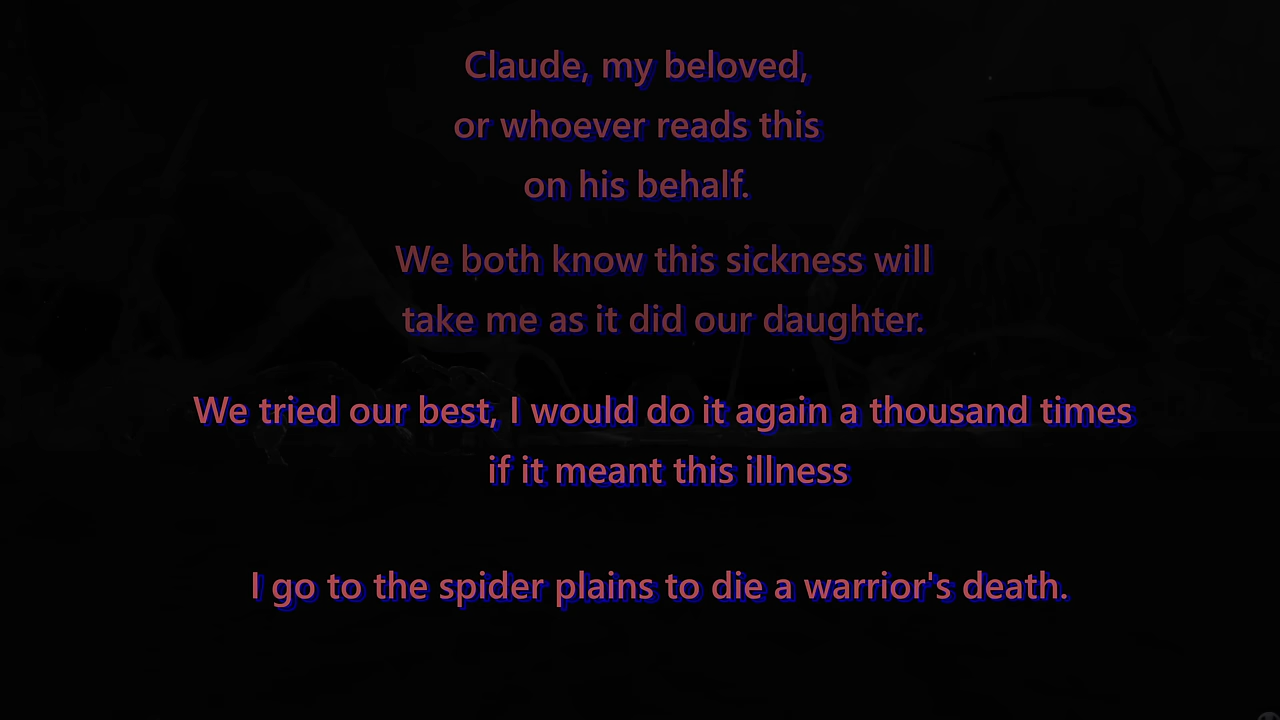 Claude, my beloved,
or whoever reads this
on his behalf.
We both know this sickness will
take me as it did our daughter.
We tried our best, I would do it again a thousand times
if it meant this illness
I go to the spider plains to die a warrior's death.